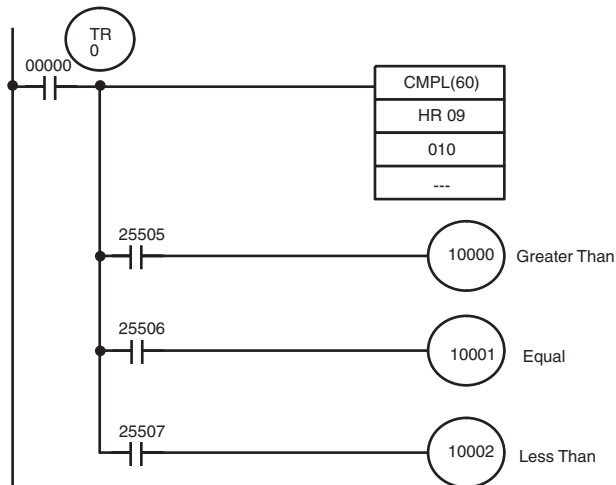 TR
0
00000
CMPL(60)
HR 09
010
---
25505
10000
Greater Than
25506
10001
Equal
25507
10002
Less Than